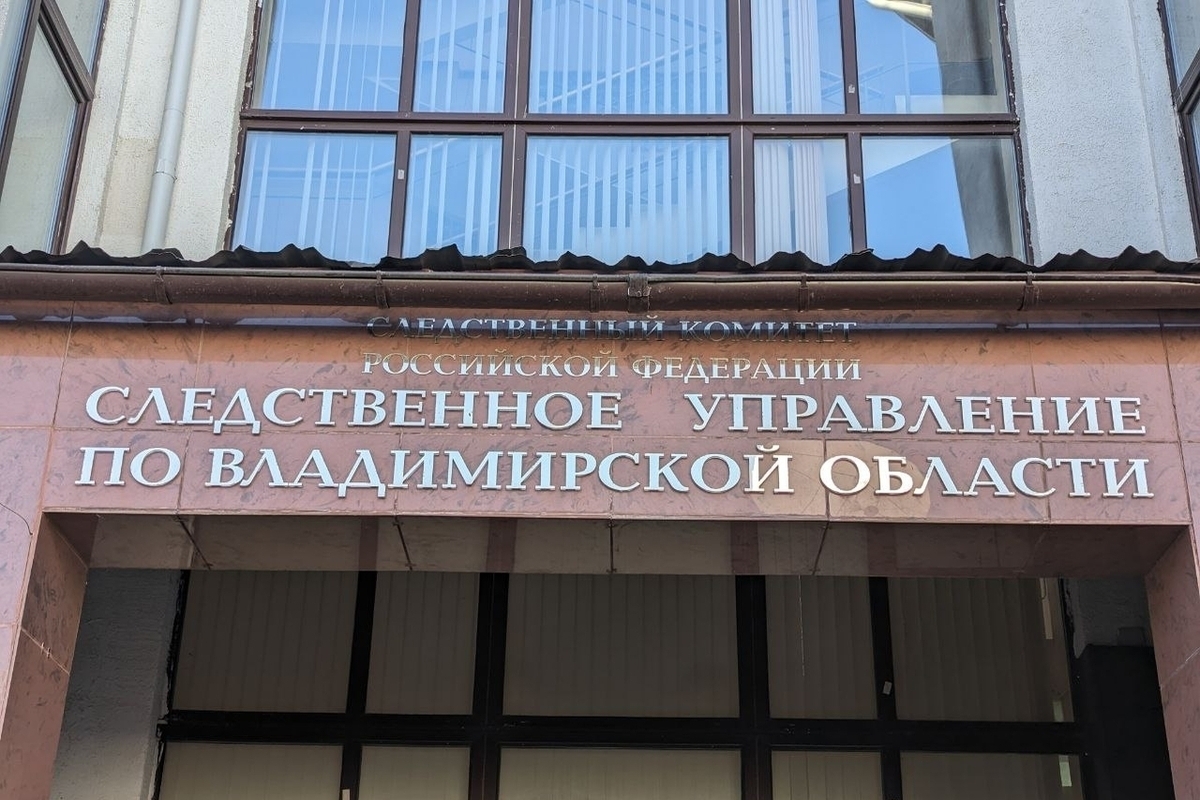 СЛЕДСТВЕННЫЙ КОМИТЕТ
РОССИЙСКОЙ ФЕДЕРАЦИИ
СЛЕДСТВЕННОЕ УПРАВЛЕНИЕ
ПО ВЛАДИМИРСКОЙ ОБЛАСТИ